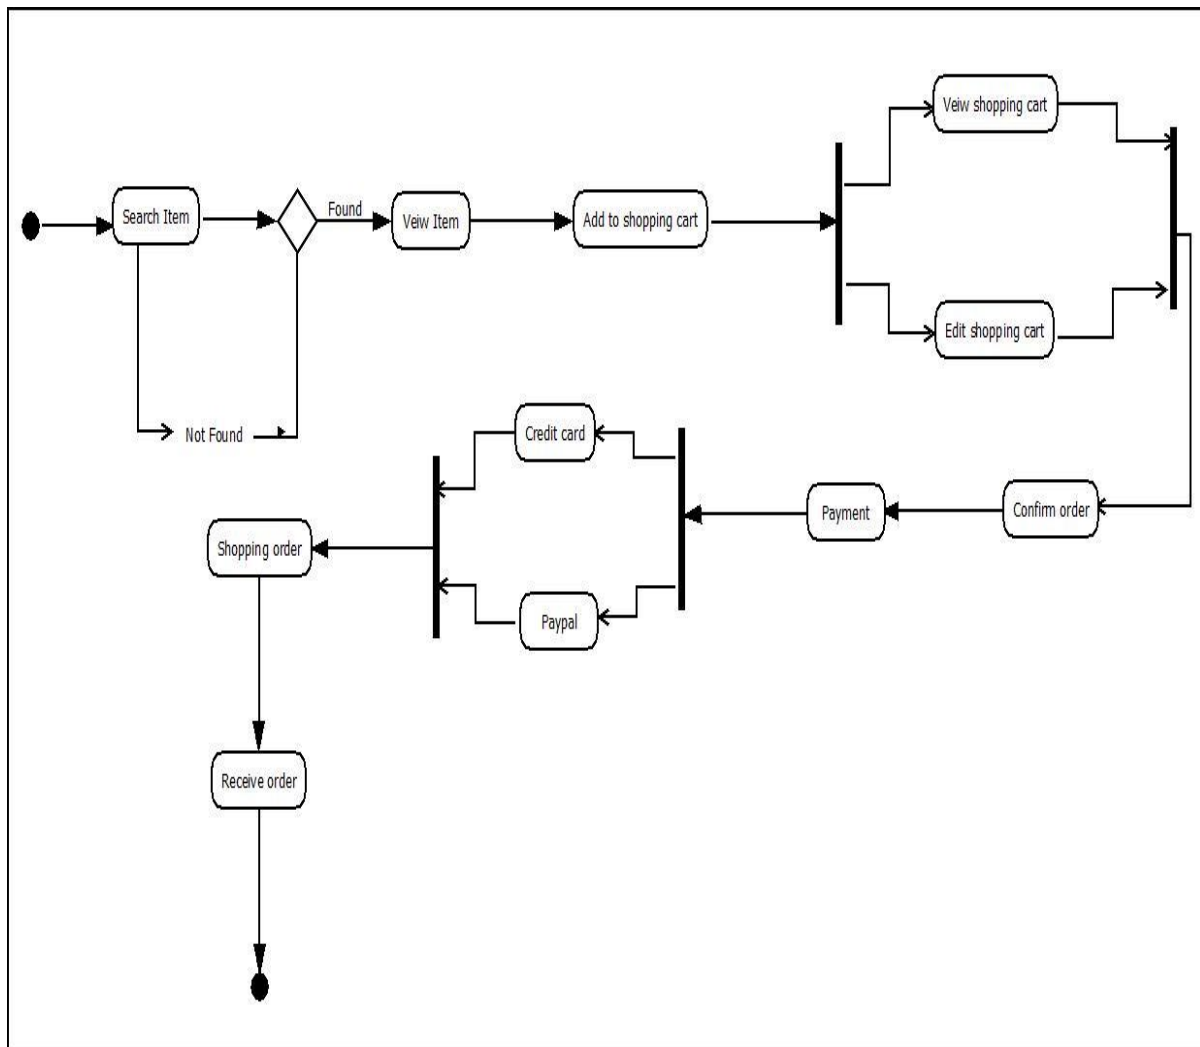 Veiw shopping cart
Search Item
Found
Veiw Item
Add to shopping cart
Edit shopping cart
Not Found
Credit card
Payment
Confirm order
Shopping order
Paypal
Receive order